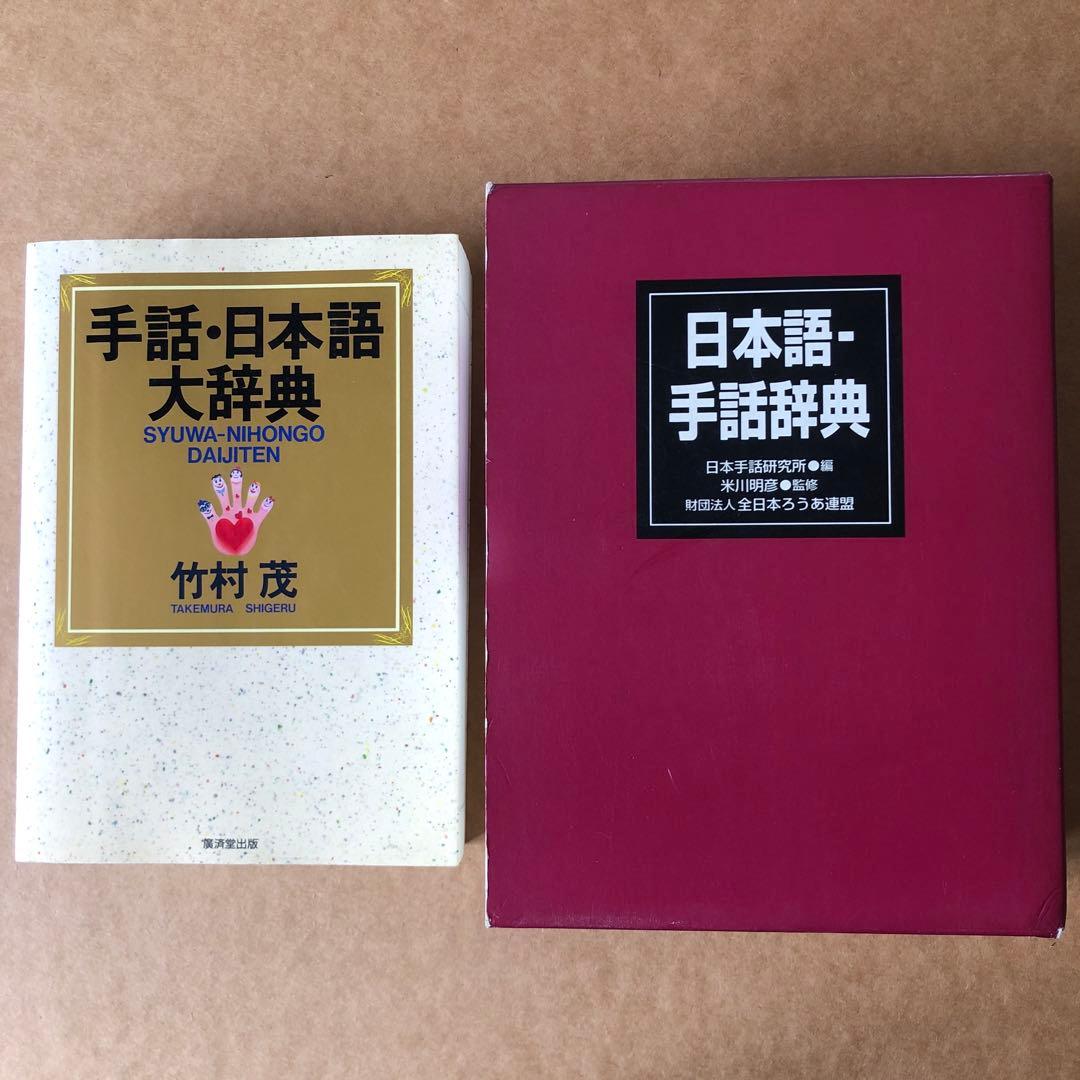 手話・日本語
大辞典
SYUWA-NIHONGO
DAIJITEN
竹村 茂
TAKEMURA SHIGERU
廣済堂出版
日本語-
手話辞典
日本手話研究所●編
米川明彦●監修
財団法人 全日本ろうあ連盟